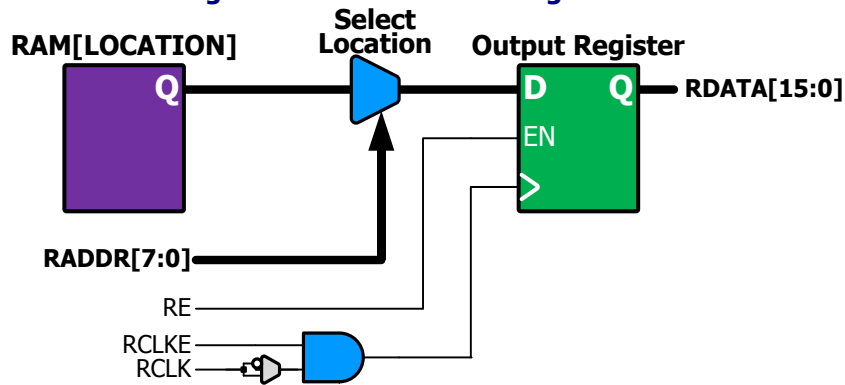 Select
Location
RAM[LOCATION]
Output Register
Q
D
Q
RDATA[15:0]
EN
RADDR[7:0]
RE
RCLKE
RCLK